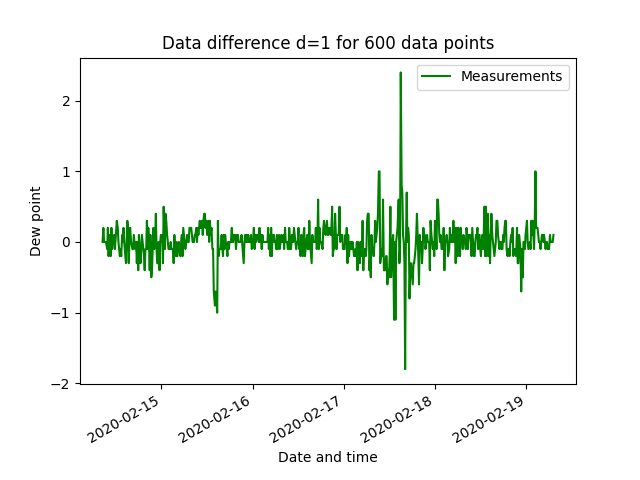 Data difference d=1 for 600 data points
Measurements
Dew point
2
1
0
−1
−2
2020-02-15
2020-02-16
2020-02-17
2020-02-18
2020-02-19
Date and time